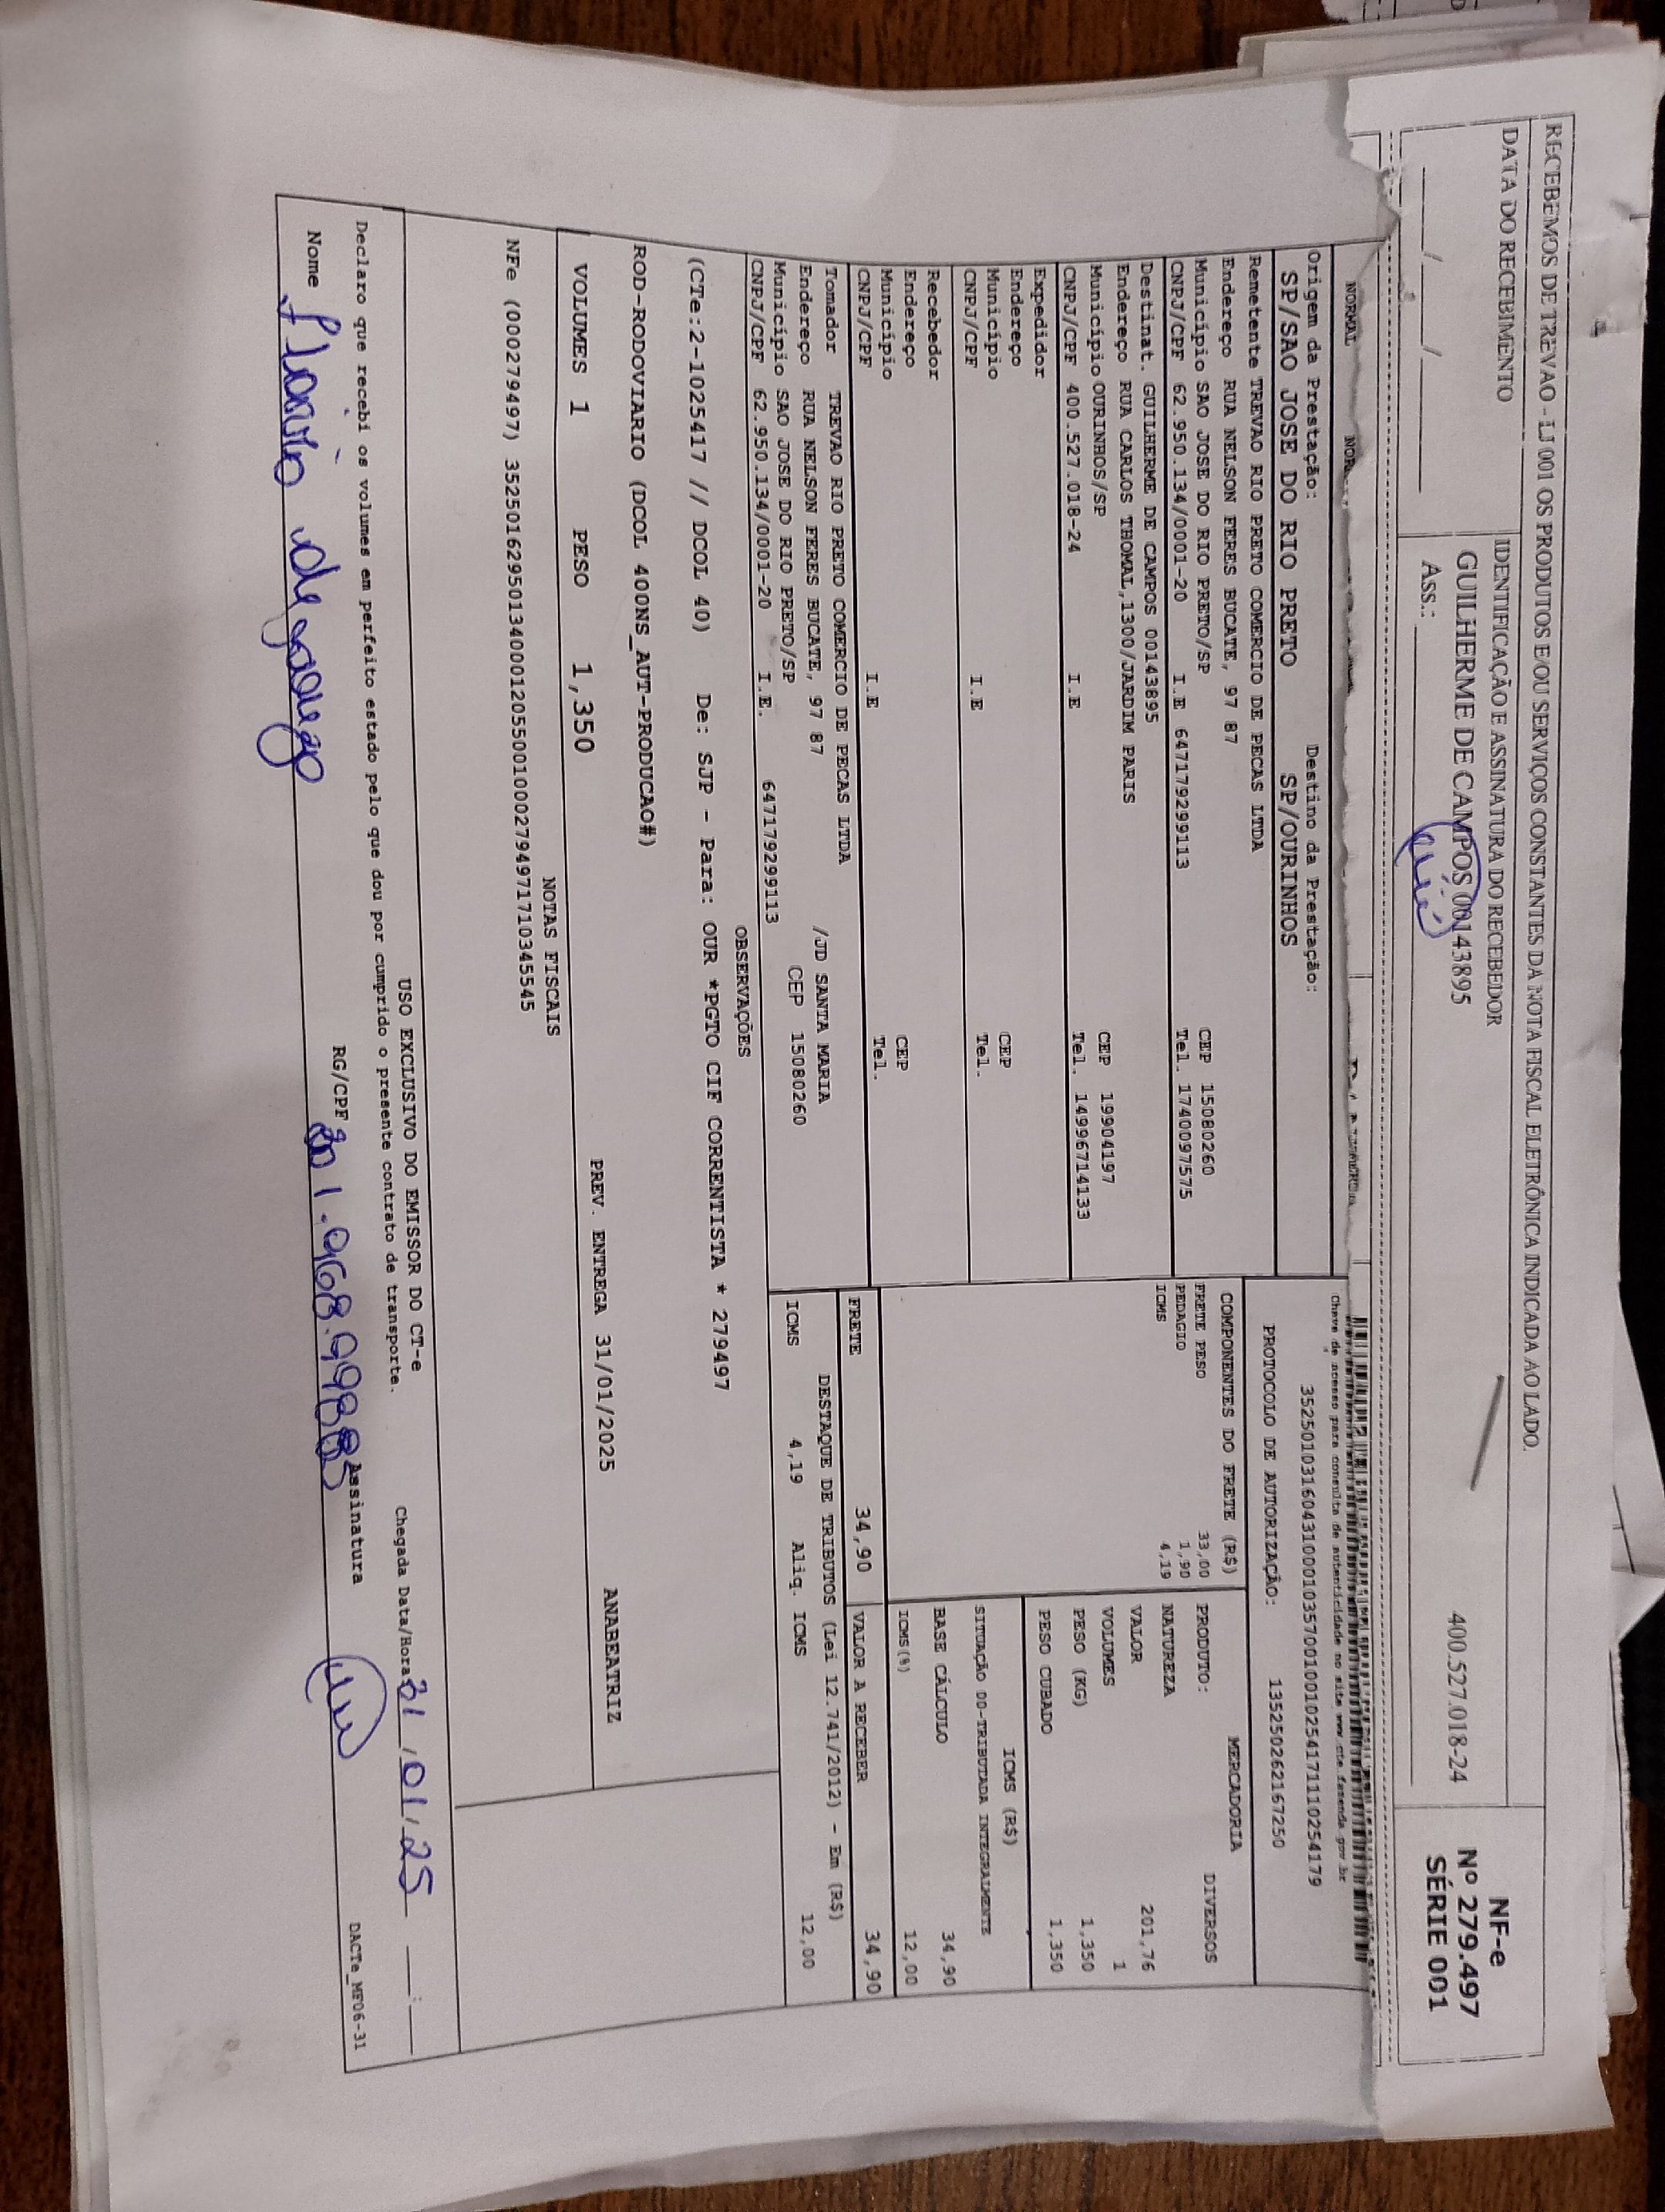 RECEBEMOS DE TREVAO - LJ 001 OS PRODUTOS E/OU SERVIÇOS CONSTANTES DA NOTA FISCAL ELETRÔNICA INDICADA AO LADO.
DATA DO RECEBIMENTO
IDENTIFICAÇÃO E ASSINATURA DO RECEBEDOR
GUILHERME DE CAMPOS 00143895 400.527.018-24
___/___/______ Ass.:
NF-e
Nº 279.497
SÉRIE 001
NORMAL
Chave de acesso para consulta de autenticidade no site www.cte.fazenda.gov.br
Origem da Prestação: Destino da Prestação:
SP/SAO JOSE DO RIO PRETO SP/OURINHOS
35250103160431000103570010010254171110254179
PROTOCOLO DE AUTORIZAÇÃO: 135250262167250
Remetente TREVAO RIO PRETO COMERCIO DE PECAS LTDA
Endereço RUA NELSON FERES BUCATE, 97 87 CEP 15080260
Município SAO JOSE DO RIO PRETO/SP Tel. 1740097575
CNPJ/CPF 62.950.134/0001-20 I.E 647179299113
Destinat. GUILHERME DE CAMPOS 00143895
Endereço RUA CARLOS THOMAL,1300/JARDIM PARIS CEP 19904197
Município OURINHOS/SP Tel. 14996714133
CNPJ/CPF 400.527.018-24 I.E
Expedidor
Endereço CEP
Município Tel.
CNPJ/CPF I.E
Recebedor
Endereço CEP
Município Tel.
CNPJ/CPF I.E
Tomador TREVAO RIO PRETO COMERCIO DE PECAS LTDA
Endereço RUA NELSON FERES BUCATE, 97 87 /JD SANTA MARIA
Município SAO JOSE DO RIO PRETO/SP CEP 15080260
CNPJ/CPF 62.950.134/0001-20 I.E. 647179299113
COMPONENTES DO FRETE (R$)
FRETE PESO 33,00
PEDAGIO 1,90
ICMS 4,19
MERCADORIA
PRODUTO: DIVERSOS
NATUREZA
VALOR 201,76
VOLUMES 1
PESO (KG) 1,350
PESO CUBADO 1,350
ICMS (R$)
SITUAÇÃO 00-TRIBUTADA INTEGRALMENTE
BASE CÁLCULO 34,90
ICMS(%) 12,00
FRETE 34,90 VALOR A RECEBER 34,90
DESTAQUE DE TRIBUTOS (Lei 12.741/2012) - Em (R$)
ICMS 4,19 Aliq. ICMS 12,00
OBSERVAÇÕES
(CTe:2-1025417 // DCOL 40) De: SJP - Para: OUR *PGTO CIF CORRENTISTA * 279497
ROD-RODOVIARIO (DCOL 400NS_AUT-PRODUCAO#)
VOLUMES 1 PESO 1,350 PREV. ENTREGA 31/01/2025 ANABEATRIZ
NOTAS FISCAIS
NFe (000279497) 35250162950134000120550010002794971710345545
USO EXCLUSIVO DO EMISSOR DO CT-e
Declaro que recebi os volumes em perfeito estado pelo que dou por cumprido o presente contrato de transporte.
Chegada Data/Hora 31/01/25 ___:___
Nome RG/CPF Assinatura
DACTe_MF06-31